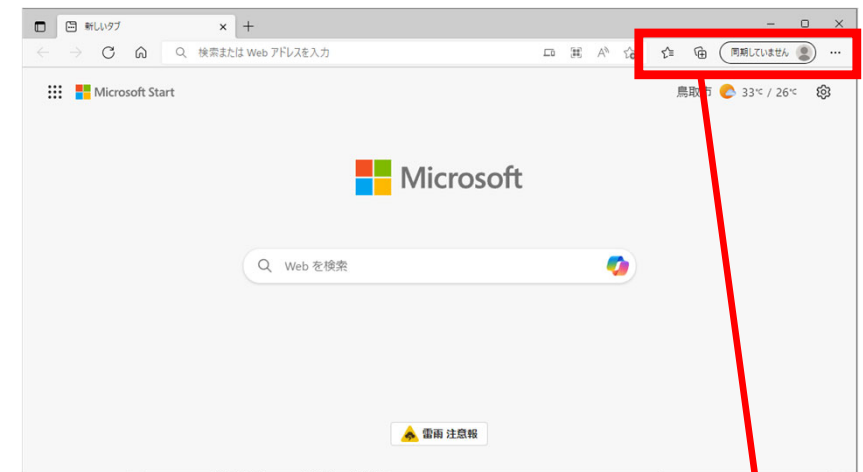 新しいタブ
検索または Web アドレスを入力
同期していません
Microsoft Start
鳥取市 33℃ / 26℃
Microsoft
Web を検索
雷雨 注意報